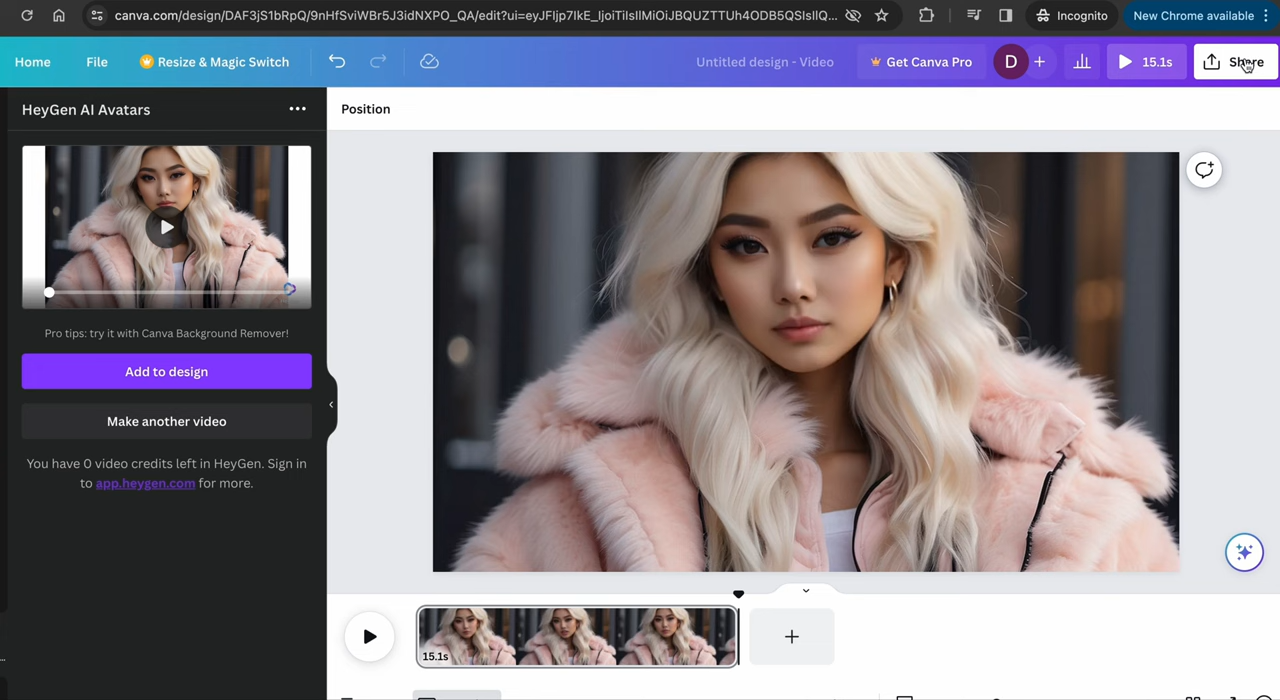 canva.com/design/DAF3jS1bRpQ/9nHfSviWBr5J3idNXPO_QA/edit?ui=eyJFIjp7IkE_IjoiTilsIlMiOiJBQUZTTUh4ODB5QSIsIlQ...
Incognito
New Chrome available
Home
File
Resize & Magic Switch
Untitled design - Video
Get Canva Pro
D
15.1s
Share
HeyGen AI Avatars
Position
Pro tips: try it with Canva Background Remover!
Add to design
Make another video
You have 0 video credits left in HeyGen. Sign in
to app.heygen.com for more.
15.1s